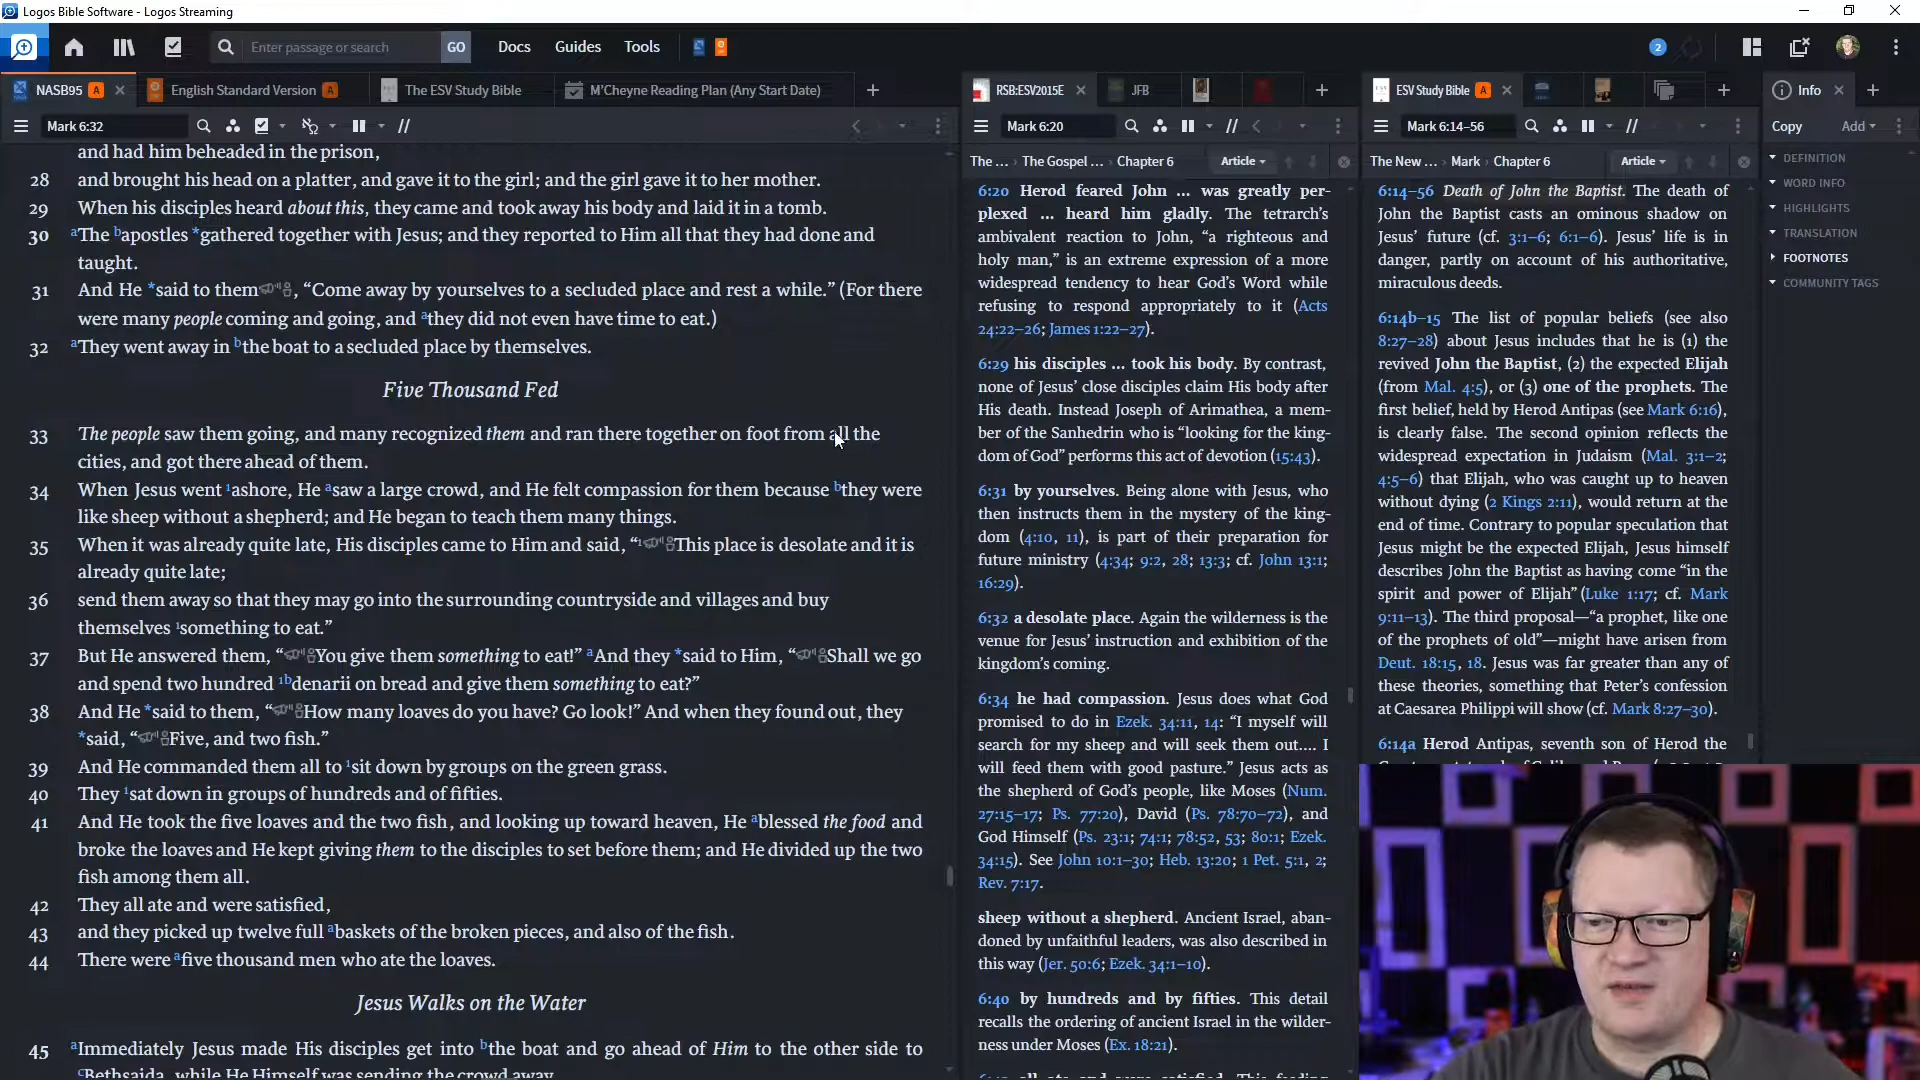 Logos Bible Software - Logos Streaming
Enter passage or search
GO
Docs
Guides
Tools
2
NASB95 A
English Standard Version A
The ESV Study Bible
M'Cheyne Reading Plan (Any Start Date)
Mark 6:32
and had him beheaded in the prison,
28 and brought his head on a platter, and gave it to the girl; and the girl gave it to her mother.
29 When his disciples heard about this, they came and took away his body and laid it in a tomb.
30 aThe bapostles *gathered together with Jesus; and they reported to Him all that they had done and
taught.
31 And He *said to them, “Come away by yourselves to a secluded place and rest a while.” (For there
were many people coming and going, and athey did not even have time to eat.)
32 aThey went away in bthe boat to a secluded place by themselves.
Five Thousand Fed
33 The people saw them going, and many recognized them and ran there together on foot from all the
cities, and got there ahead of them.
34 When Jesus went 1ashore, He asaw a large crowd, and He felt compassion for them because bthey were
like sheep without a shepherd; and He began to teach them many things.
35 When it was already quite late, His disciples came to Him and said, “1This place is desolate and it is
already quite late;
36 send them away so that they may go into the surrounding countryside and villages and buy
themselves 1something to eat.”
37 But He answered them, “You give them something to eat!” aAnd they *said to Him, “Shall we go
and spend two hundred 1bdenarii on bread and give them something to eat?”
38 And He *said to them, “How many loaves do you have? Go look!” And when they found out, they
*said, “Five, and two fish.”
39 And He commanded them all to 1sit down by groups on the green grass.
40 They 1sat down in groups of hundreds and of fifties.
41 And He took the five loaves and the two fish, and looking up toward heaven, He ablessed the food and
broke the loaves and He kept giving them to the disciples to set before them; and He divided up the two
fish among them all.
42 They all ate and were satisfied,
43 and they picked up twelve full abaskets of the broken pieces, and also of the fish.
44 There were afive thousand men who ate the loaves.
Jesus Walks on the Water
45 aImmediately Jesus made His disciples get into bthe boat and go ahead of Him to the other side to
cBethsaida, while He Himself was sending the crowd away.
RSB:ESV2015E
JFB
Mark 6:20
The ... › The Gospel ... › Chapter 6
Article
6:20 Herod feared John ... was greatly per-
plexed ... heard him gladly. The tetrarch’s
ambivalent reaction to John, “a righteous and
holy man,” is an extreme expression of a more
widespread tendency to hear God’s Word while
refusing to respond appropriately to it (Acts
24:22–26; James 1:22–27).
6:29 his disciples ... took his body. By contrast,
none of Jesus’ close disciples claim His body after
His death. Instead Joseph of Arimathea, a mem-
ber of the Sanhedrin who is “looking for the king-
dom of God” performs this act of devotion (15:43).
6:31 by yourselves. Being alone with Jesus, who
then instructs them in the mystery of the king-
dom (4:10, 11), is part of their preparation for
future ministry (4:34; 9:2, 28; 13:3; cf. John 13:1;
16:29).
6:32 a desolate place. Again the wilderness is the
venue for Jesus’ instruction and exhibition of the
kingdom’s coming.
6:34 he had compassion. Jesus does what God
promised to do in Ezek. 34:11, 14: “I myself will
search for my sheep and will seek them out.... I
will feed them with good pasture.” Jesus acts as
the shepherd of God’s people, like Moses (Num.
27:15–17; Ps. 77:20), David (Ps. 78:70–72), and
God Himself (Ps. 23:1; 74:1; 78:52, 53; 80:1; Ezek.
34:15). See John 10:1–30; Heb. 13:20; 1 Pet. 5:1, 2;
Rev. 7:17.
sheep without a shepherd. Ancient Israel, aban-
doned by unfaithful leaders, was also described in
this way (Jer. 50:6; Ezek. 34:1–10).
6:40 by hundreds and by fifties. This detail
recalls the ordering of ancient Israel in the wilder-
ness under Moses (Ex. 18:21).
ESV Study Bible A
Mark 6:14–56
The New ... › Mark › Chapter 6
Article
6:14–56 Death of John the Baptist. The death of
John the Baptist casts an ominous shadow on
Jesus’ future (cf. 3:1–6; 6:1–6). Jesus’ life is in
danger, partly on account of his authoritative,
miraculous deeds.
6:14b–15 The list of popular beliefs (see also
8:27–28) about Jesus includes that he is (1) the
revived John the Baptist, (2) the expected Elijah
(from Mal. 4:5), or (3) one of the prophets. The
first belief, held by Herod Antipas (see Mark 6:16),
is clearly false. The second opinion reflects the
widespread expectation in Judaism (Mal. 3:1–2;
4:5–6) that Elijah, who was caught up to heaven
without dying (2 Kings 2:11), would return at the
end of time. Contrary to popular speculation that
Jesus might be the expected Elijah, Jesus himself
describes John the Baptist as having come “in the
spirit and power of Elijah” (Luke 1:17; cf. Mark
9:11–13). The third proposal—“a prophet, like one
of the prophets of old”—might have arisen from
Deut. 18:15, 18. Jesus was far greater than any of
these theories, something that Peter’s confession
at Caesarea Philippi will show (cf. Mark 8:27–30).
6:14a Herod Antipas, seventh son of Herod the
Info
Copy
Add
DEFINITION
WORD INFO
HIGHLIGHTS
TRANSLATION
FOOTNOTES
COMMUNITY TAGS